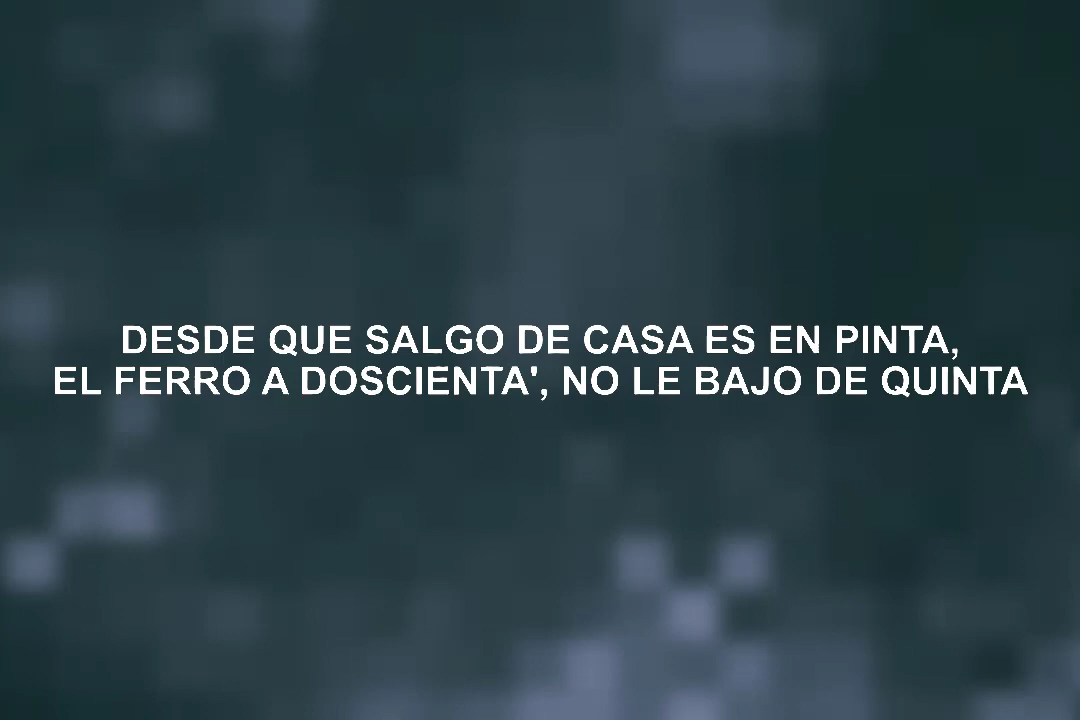 DESDE QUE SALGO DE CASA ES EN PINTA,
EL FERRO A DOSCIENTA', NO LE BAJO DE QUINTA